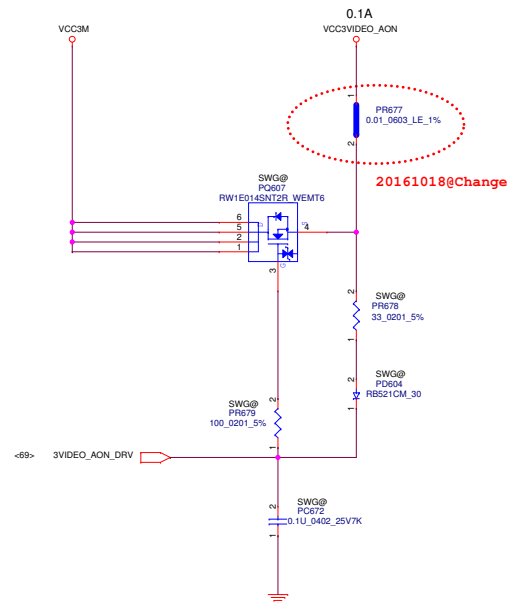 0.1A
VCC3M
VCC3VIDEO_AON
1
PR677
0.01_0603_LE_1%
2
20161018@Change
SWG@
PQ607
RW1E014SNT2R_WEMT6
6
5
2
1
D
S
4
G
3
2
SWG@
PR678
33_0201_5%
1
SWG@
2
PD604
RB521CM_30
1
SWG@
2
PR679
100_0201_5%
1
<69>
3VIDEO_AON_DRV
SWG@
2
PC672
0.1U_0402_25V7K
1